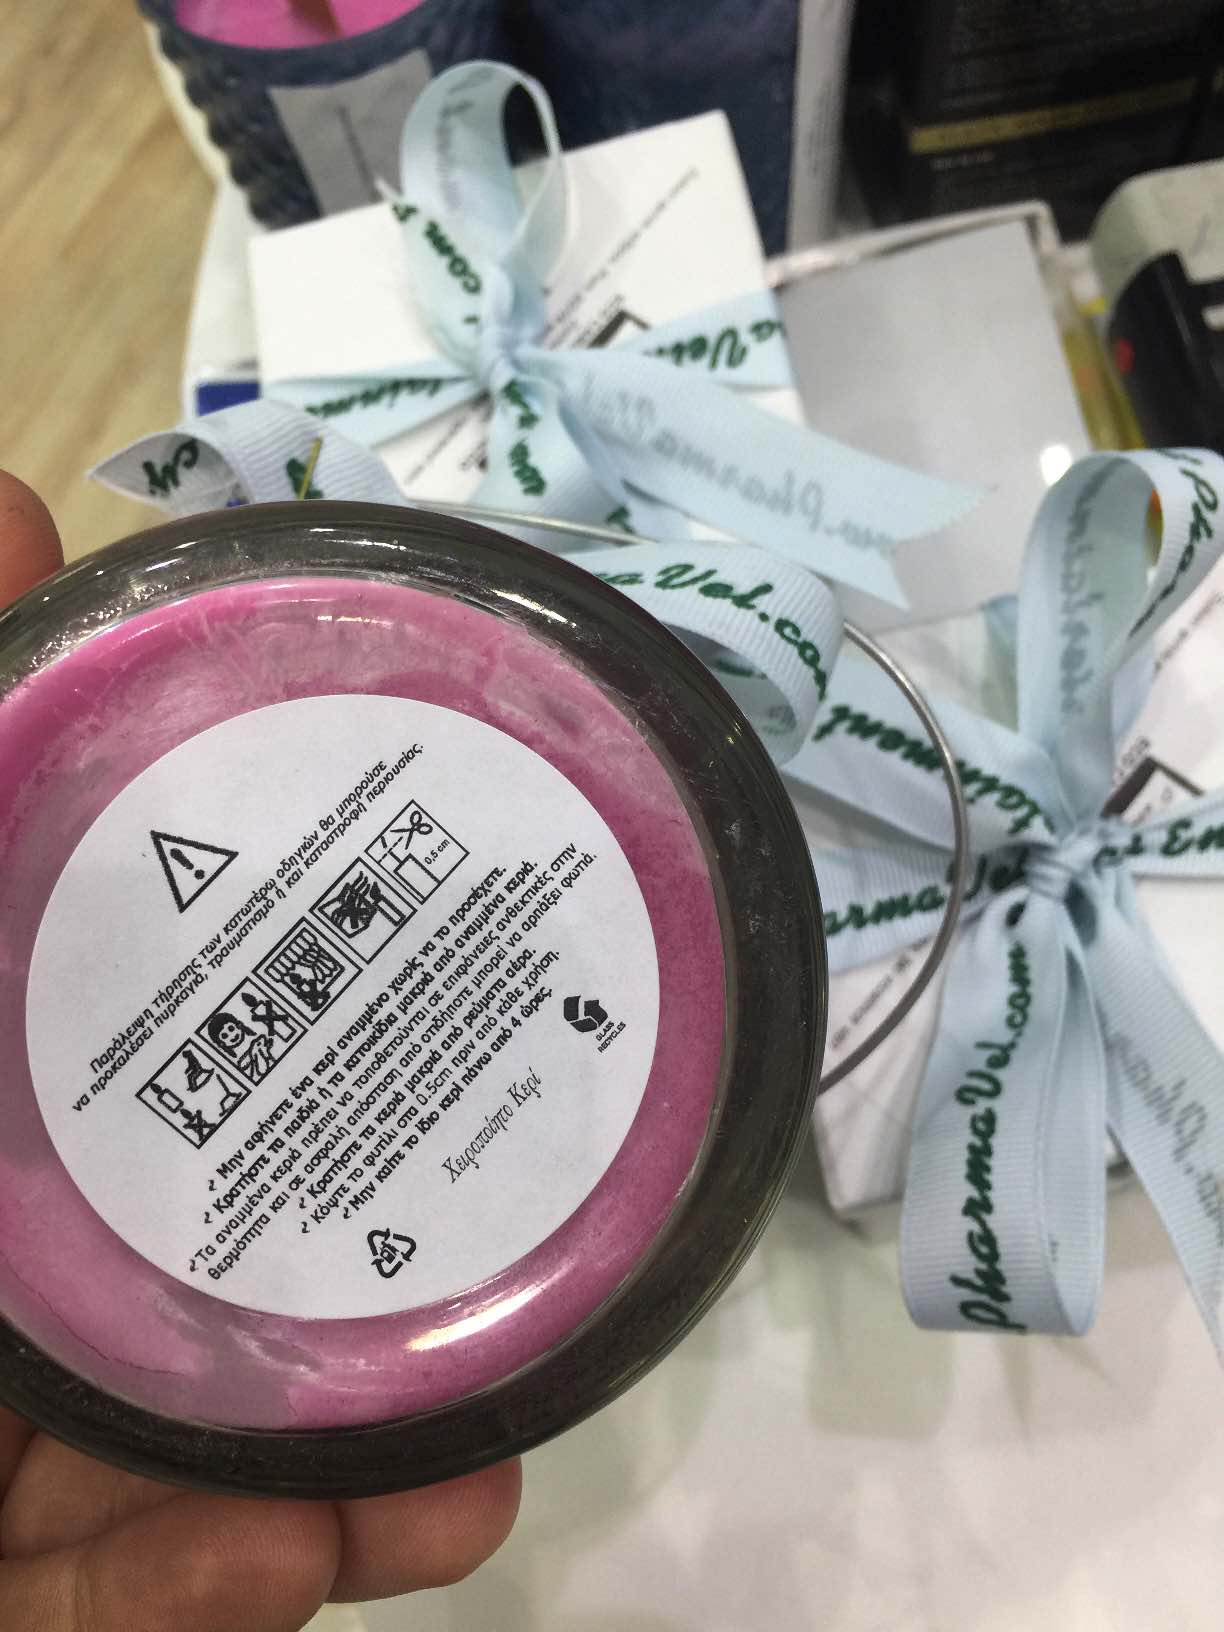 Παράλειψη τήρησης των κατωτέρω οδηγιών θα μπορούσε
να προκαλέσει πυρκαγιά, τραυματισμό ή και καταστροφή περιουσίας.
0,5 cm
✓ Μην αφήνετε ένα κερί αναμμένο χωρίς να το προσέχετε.
✓ Κρατήστε τα παιδιά ή τα κατοικίδια μακριά από αναμμένα κεριά.
✓ Τα αναμμένα κεριά πρέπει να τοποθετούνται σε επιφάνειες ανθεκτικές στην
θερμότητα και σε ασφαλή απόσταση από οτιδήποτε μπορεί να αρπάξει φωτιά.
✓ Κρατήστε τα κεριά μακριά από ρεύματα αέρα.
✓ Κόψτε το φυτίλι στα 0.5cm πριν από κάθε χρήση.
✓ Μην καίτε το ίδιο κερί πάνω από 4 ώρες.
Χειροποίητο Κερί
GLASS
RECYCLES
aVet.co
PharmaVet.com
armaVet